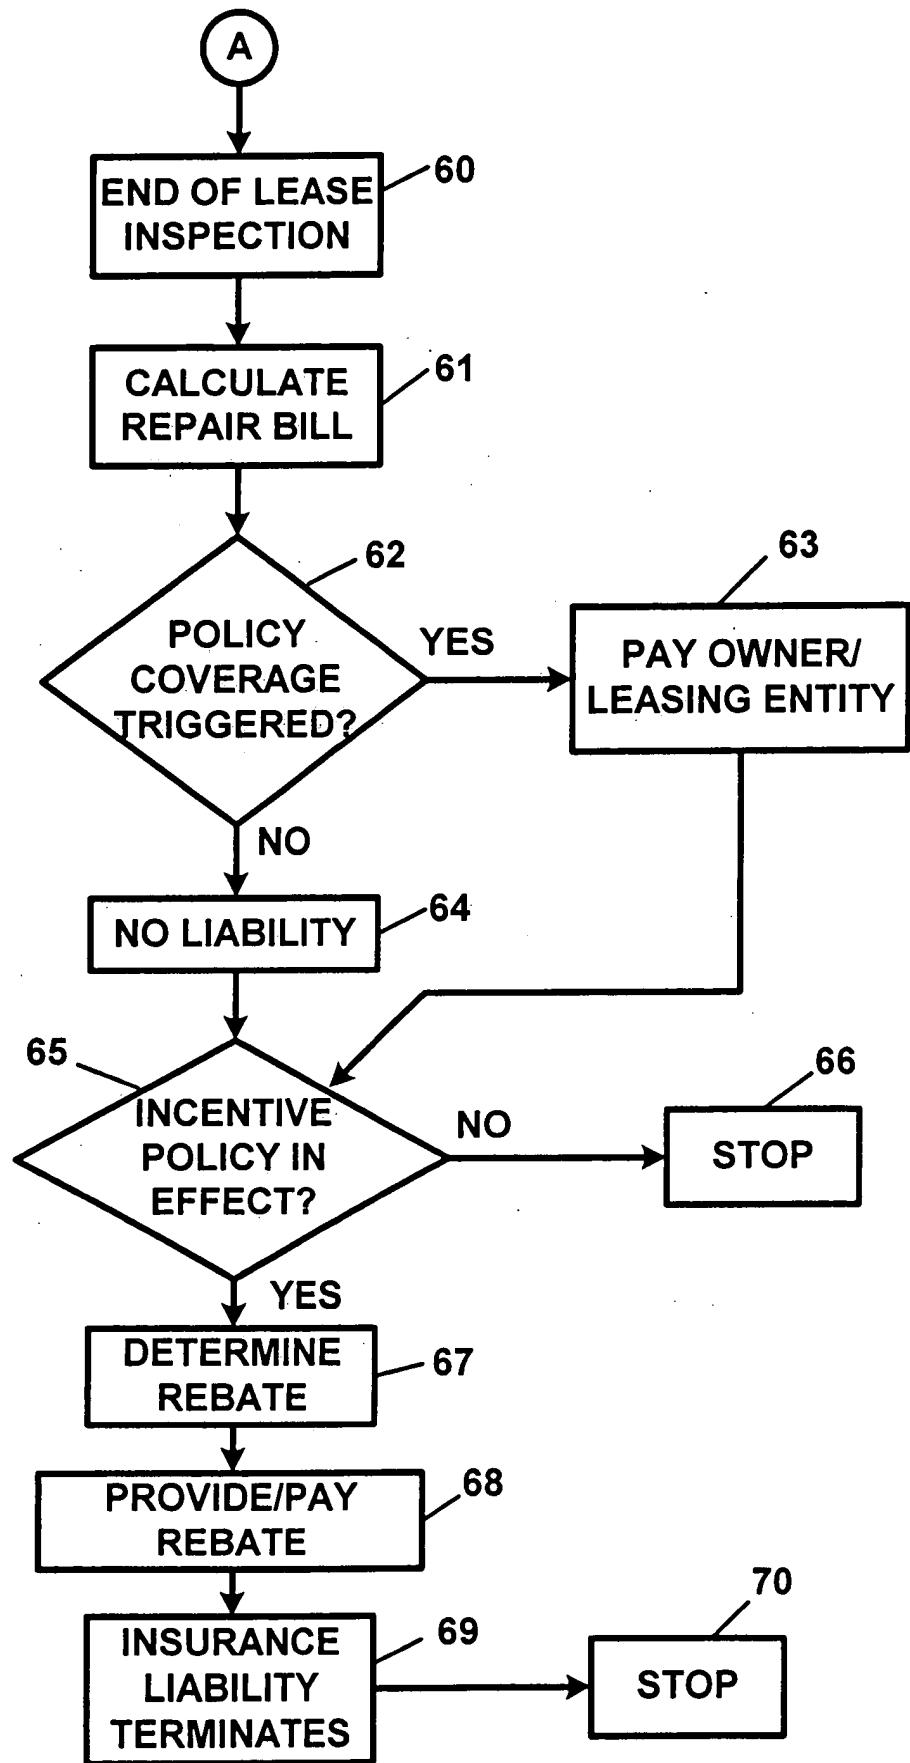 A
60
END OF LEASE
INSPECTION
61
CALCULATE
REPAIR BILL
62
POLICY
COVERAGE
TRIGGERED?
YES
63
PAY OWNER/
LEASING ENTITY
NO
64
NO LIABILITY
65
INCENTIVE
POLICY IN
EFFECT?
NO
66
STOP
YES
67
DETERMINE
REBATE
68
PROVIDE/PAY
REBATE
69
INSURANCE
LIABILITY
TERMINATES
70
STOP